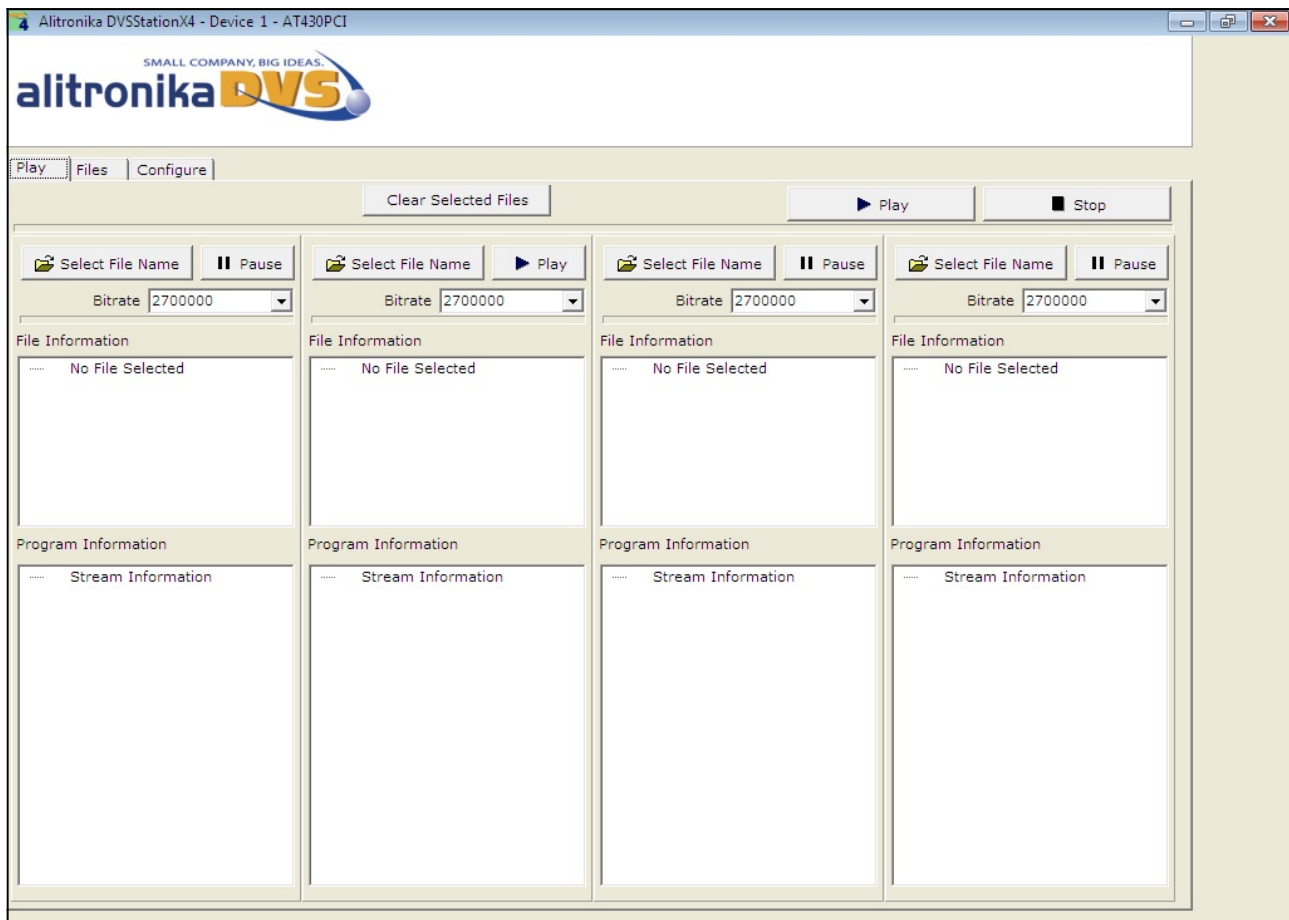 4 Alitronika DVSStationX4 - Device 1 - AT430PCI
SMALL COMPANY, BIG IDEAS.
alitronika DVS
Play Files Configure
Clear Selected Files Play Stop
Select File Name Pause Select File Name Play Select File Name Pause Select File Name Pause
Bitrate 2700000 Bitrate 2700000 Bitrate 2700000 Bitrate 2700000
File Information File Information File Information File Information
No File Selected No File Selected No File Selected No File Selected
Program Information Program Information Program Information Program Information
Stream Information Stream Information Stream Information Stream Information